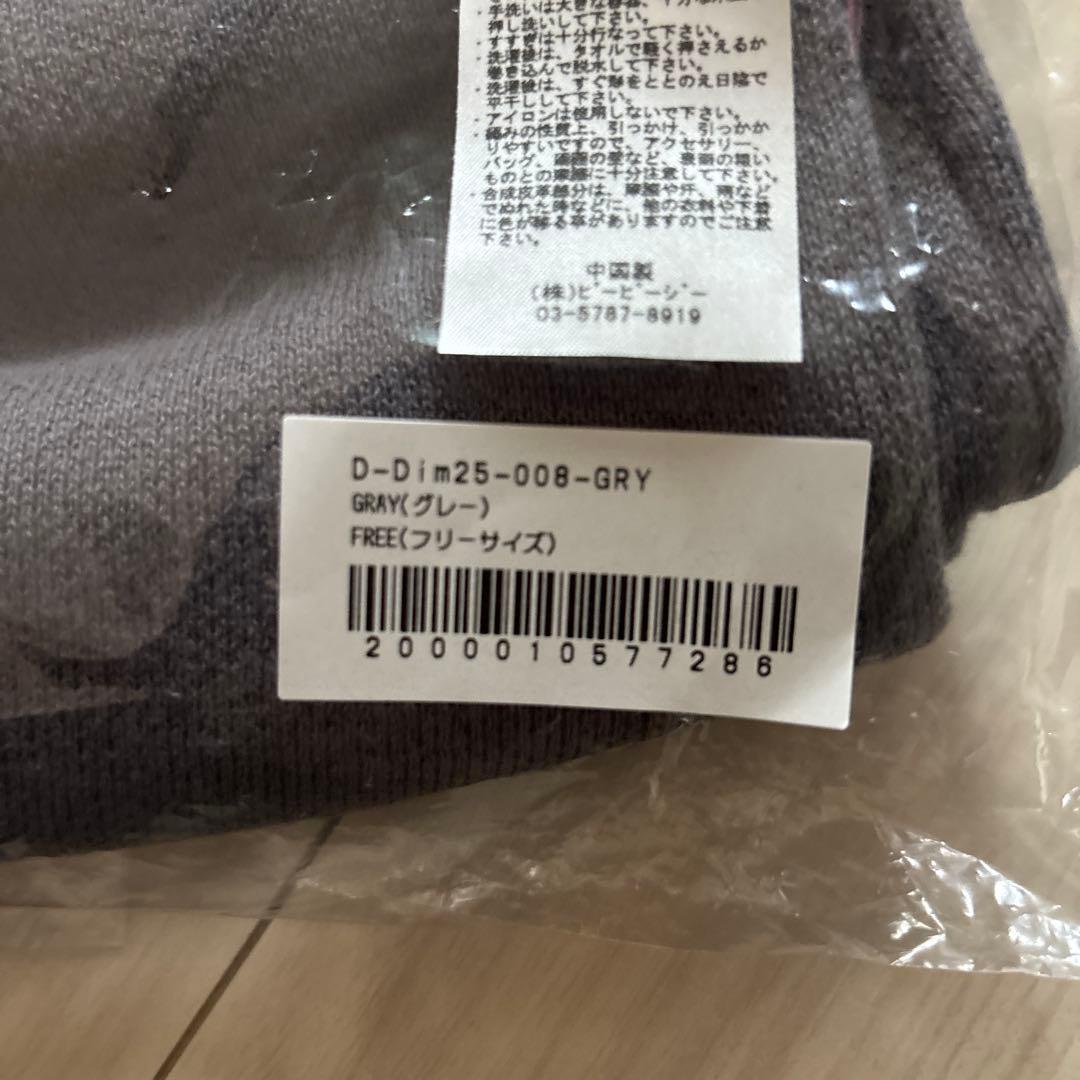 ・手洗いは大きな容器、十分な水量
押し洗いして下さい。
・すすぎは十分行なって下さい。
・洗濯後は、タオルで軽く押さえるか
巻き込んで脱水して下さい。
・洗濯後は、すぐ形をととのえ日陰で
平干しして下さい。
・アイロンは使用しないで下さい。
・編みの性質上、引っかけ、引っかか
りやすいですので、アクセサリー、
バッグ、壁など、表面の粗い
ものとの摩擦に十分注意して下さい。
・合成皮革部分は、摩擦や汗、雨など
でぬれた時などに、他の衣料や下着
に色が移る事がありますのでご注意
下さい。
中国製
(株)ビービーシー
03-5787-8919
D-Dim25-008-GRY
GRAY(グレー)
FREE(フリーサイズ)
2000010577286